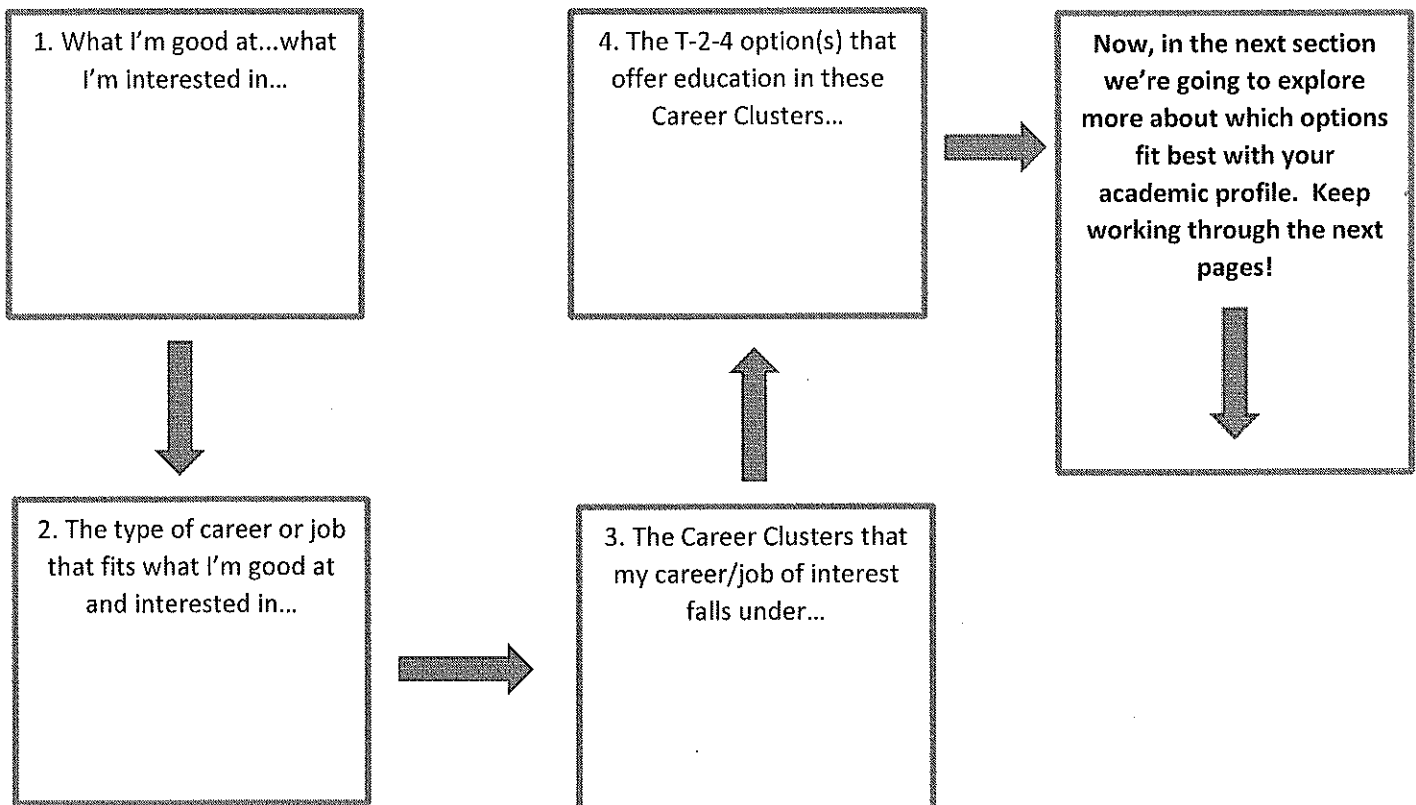 1. What I'm good at...what
I'm interested in...
2. The type of career or job
that fits what I'm good at
and interested in...
3. The Career Clusters that
my career/job of interest
falls under...
4. The T-2-4 option(s) that
offer education in these
Career Clusters...
Now, in the next section
we're going to explore
more about which options
fit best with your
academic profile. Keep
working through the next
pages!